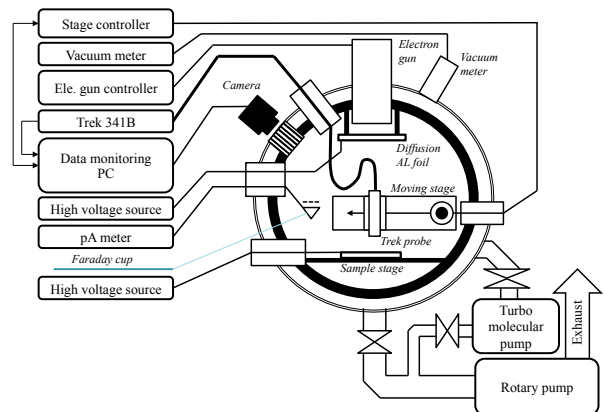 Stage controller
Vacuum meter
Ele. gun controller
Trek 341B
Data monitoring
PC
High voltage source
pA meter
Faraday cup
High voltage source
Camera
Electron
gun
Vacuum
meter
Diffusion
AL foil
Moving stage
Trek probe
Sample stage
Turbo
molecular
pump
Exhaust
Rotary pump